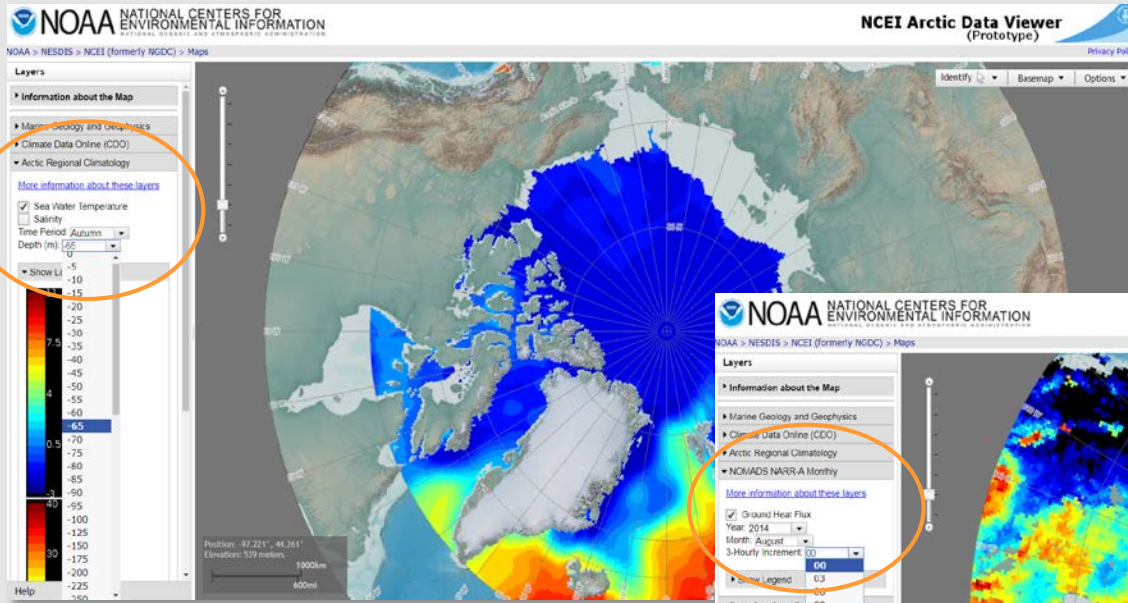 NOAA NATIONAL CENTERS FOR
ENVIRONMENTAL INFORMATION
NATIONAL OCEANIC AND ATMOSPHERIC ADMINISTRATION
NCEI Arctic Data Viewer
(Prototype)
NOAA > NESDIS > NCEI (formerly NGDC) > Maps
Privacy Pol
Layers
Identify
Basemap
Options
Information about the Map
Marine Geology and Geophysics
Climate Data Online (CDO)
Arctic Regional Climatology
More information about these layers
Sea Water Temperature
Salinity
Time Period: Autumn
Depth (m): -65
0
-5
Show L
-10
-15
-20
-25
-30
7.5
-35
-40
-45
4
-50
-55
-60
-65
0.5
-70
-75
-80
-85
-3
-90
40
-95
-100
-125
30
-150
-175
20
-200
-225
-250
Help
Position: -97.221°, 44.261°
Elevation: 539 meters
1000km
600mi
NOAA NATIONAL CENTERS FOR
ENVIRONMENTAL INFORMATION
NATIONAL OCEANIC AND ATMOSPHERIC ADMINISTRATION
NOAA > NESDIS > NCEI (formerly NGDC) > Maps
Layers
Information about the Map
Marine Geology and Geophysics
Climate Data Online (CDO)
Arctic Regional Climatology
NOMADS NARR-A Monthly
More information about these layers
Ground Heat Flux
Year: 2014
Month: August
3-Hourly Increment: 00
00
Show Legend
03